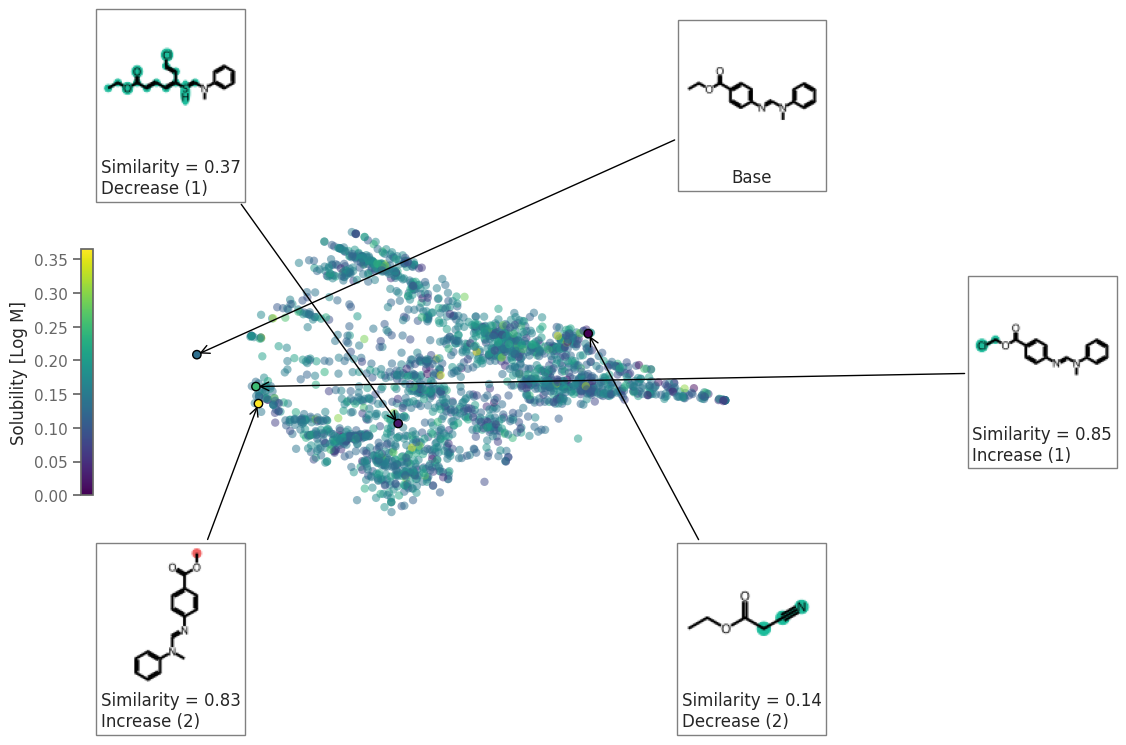 Similarity = 0.37
Decrease (1)
Base
Solubility [Log M]
0.35
0.30
0.25
0.20
0.15
0.10
0.05
0.00
Similarity = 0.85
Increase (1)
Similarity = 0.83
Increase (2)
Similarity = 0.14
Decrease (2)